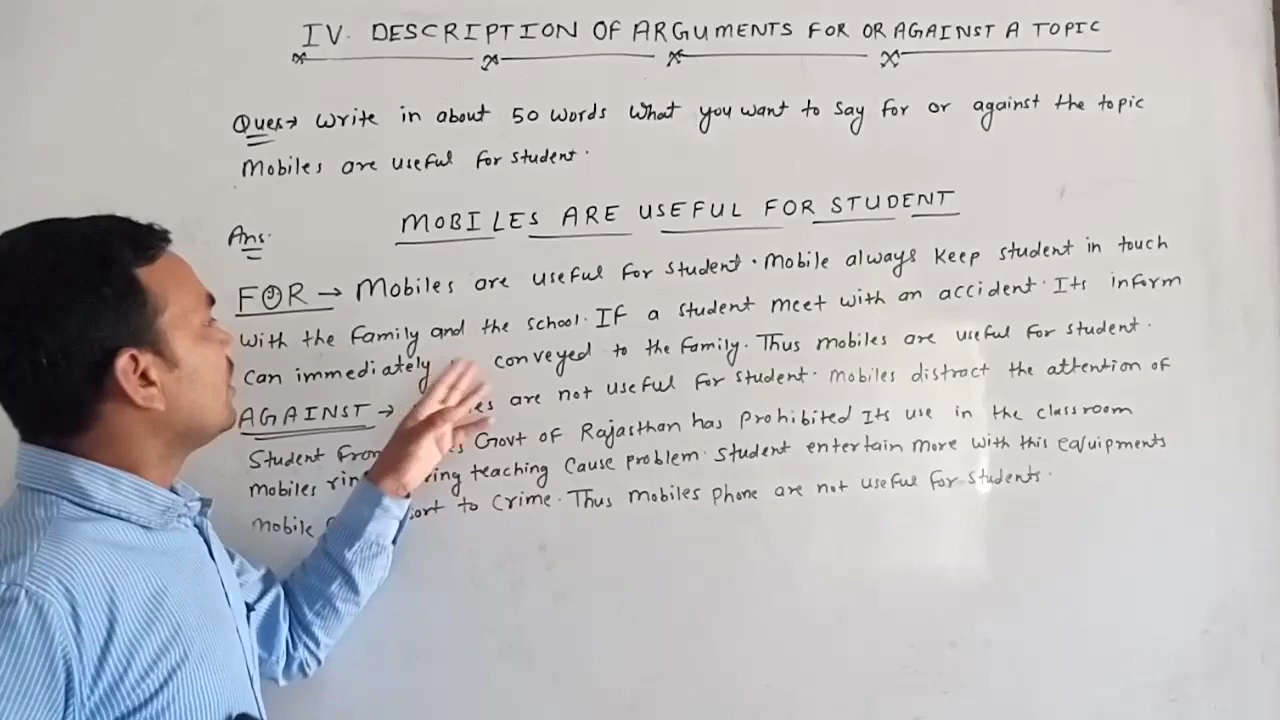 IV. DESCRIPTION OF ARGUMENTS FOR OR AGAINST A TOPIC
Ques→ Write in about 50 words what you want to say for or against the topic
Mobiles are useful for student.
Ans. MOBILES ARE USEFUL FOR STUDENT
FOR → Mobiles are useful for student. Mobile always keep student in touch
with the family and the school. If a student meet with an accident. Its inform
can immediately conveyed to the family. Thus mobiles are useful for student.
AGAINST → are not useful for student. Mobiles distract the attention of
Student Govt of Rajasthan has prohibited Its use in the classroom
mobiles teaching cause problem. Student entertain more with this equipments
Mobile to crime. Thus mobiles phone are not useful for students.